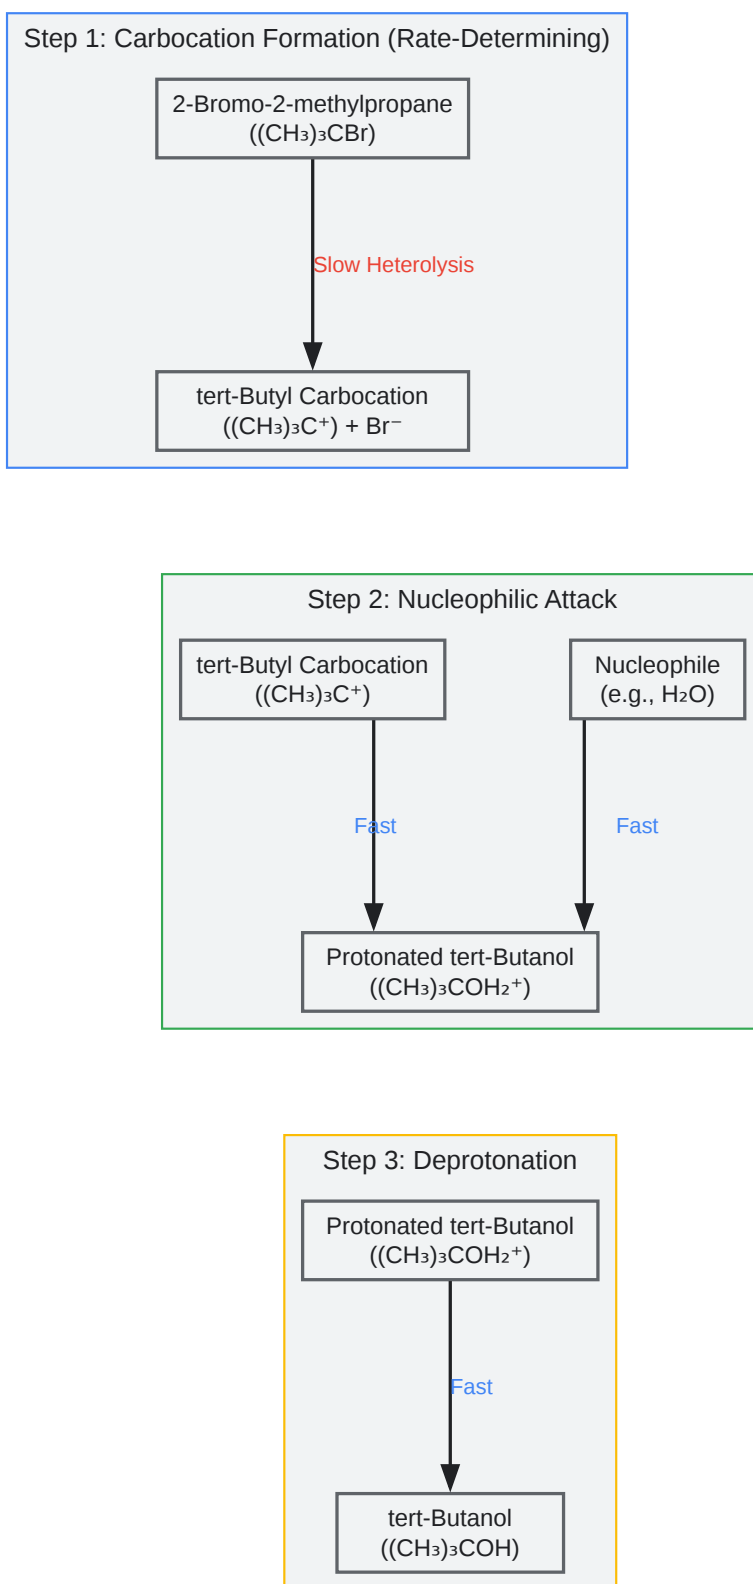 Step 1: Carbocation Formation (Rate-Determining)
2-Bromo-2-methylpropane
((CH₃)₃CBr)
Slow Heterolysis
tert-Butyl Carbocation
((CH₃)₃C⁺) + Br⁻
Step 2: Nucleophilic Attack
tert-Butyl Carbocation
((CH₃)₃C⁺)
Nucleophile
(e.g., H₂O)
Fast
Fast
Protonated tert-Butanol
((CH₃)₃COH₂⁺)
Step 3: Deprotonation
Protonated tert-Butanol
((CH₃)₃COH₂⁺)
Fast
tert-Butanol
((CH₃)₃COH)